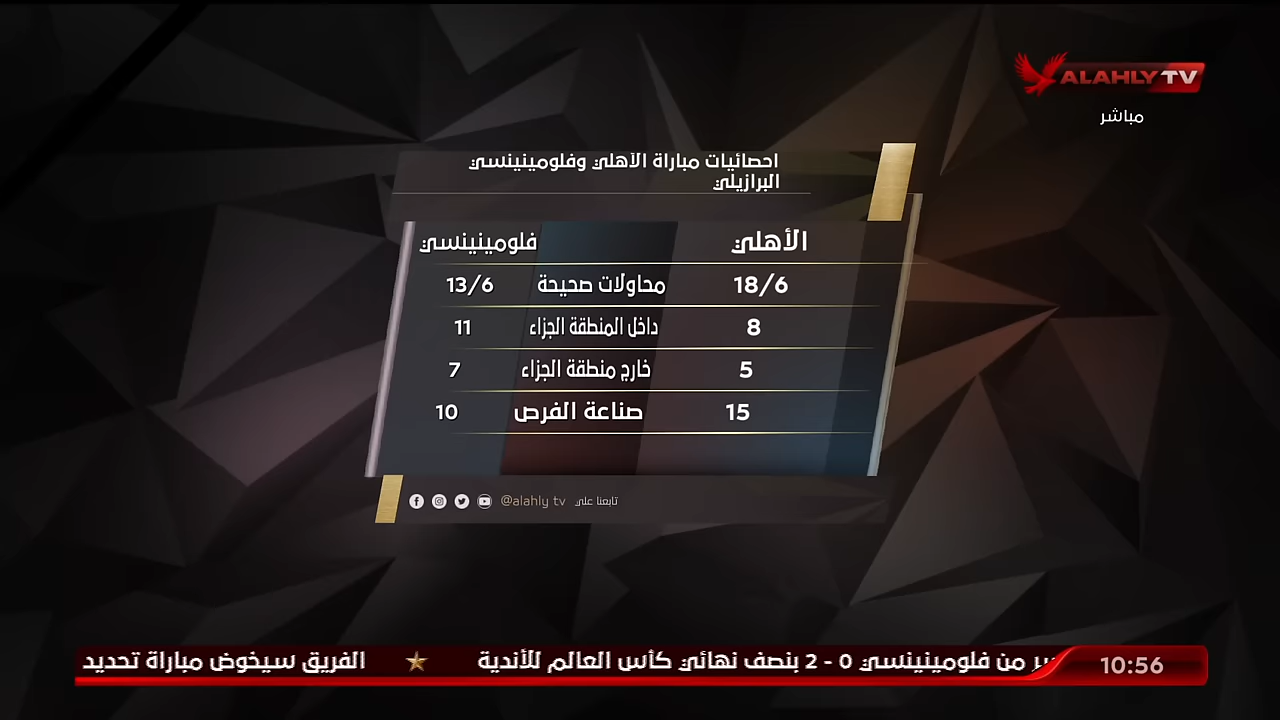 ALAHLY TV
مباشر
احصائيات مباراة الأهلي وفلومينينسي
البرازيلي
الأهلي فلومينينسي
18/6 محاولات صحيحة 13/6
8 داخل المنطقة الجزاء 11
5 خارج منطقة الجزاء 7
15 صناعة الفرص 10
تابعنا علي @alahly tv
10:56
من فلومينينسي 0 - 2 بنصف نهائي كأس العالم للأندية الفريق سيخوض مباراة تحديد